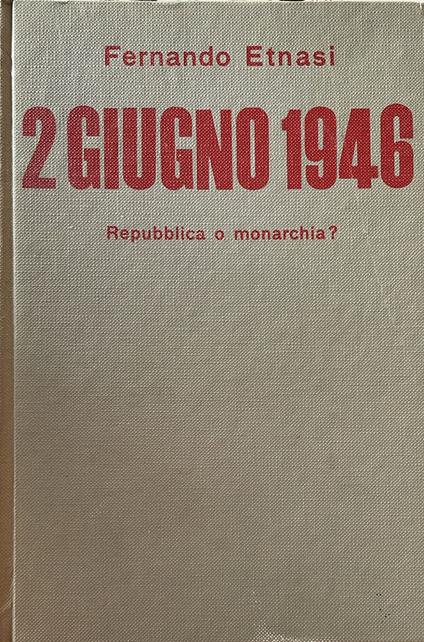 Fernando Etnasi
2 GIUGNO 1946
Repubblica o monarchia?